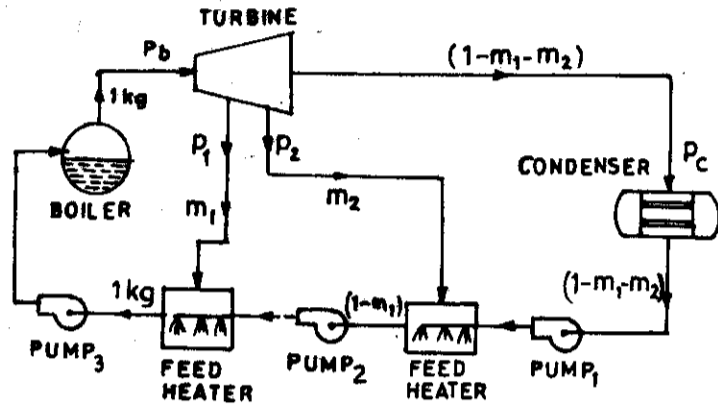 TURBINE
Pb
(1-m₁-m₂)
1kg
p₁
p₂
CONDENSER
pc
BOILER
m₁
m₂
(1-m₁-m₂)
1kg
(1-m₁)
PUMP₃
FEED
HEATER
PUMP₂
FEED
HEATER
PUMP₁